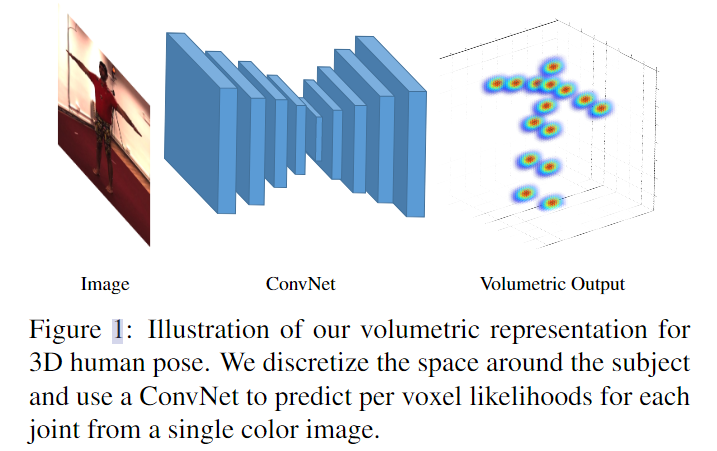 Image
ConvNet
Volumetric Output
Figure 1: Illustration of our volumetric representation for
3D human pose. We discretize the space around the subject
and use a ConvNet to predict per voxel likelihoods for each
joint from a single color image.